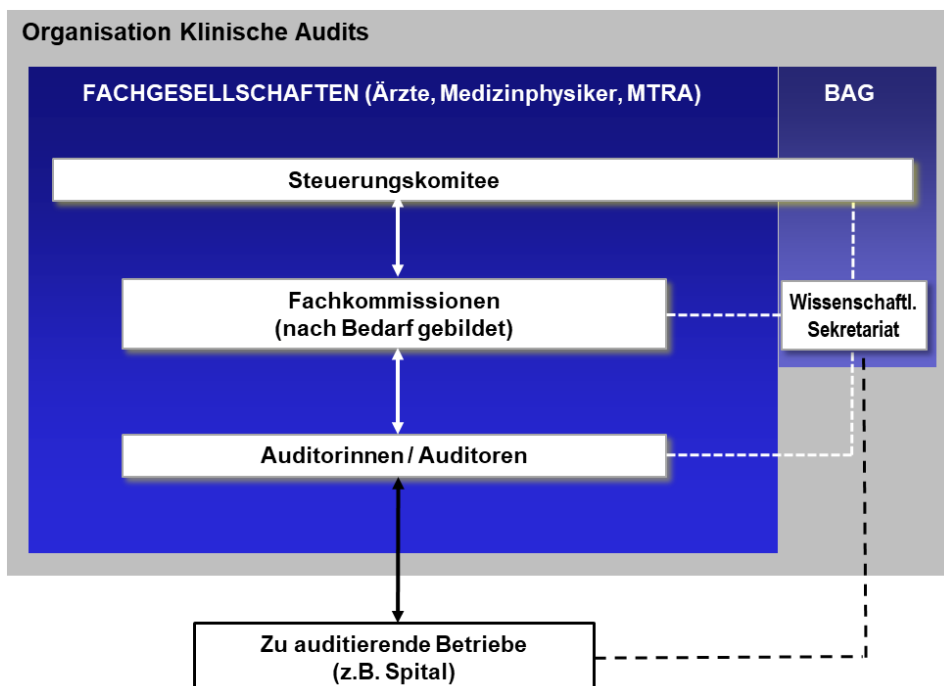 Organisation Klinische Audits
FACHGESELLSCHAFTEN (Ärzte, Medizinphysiker, MTRA)
BAG
Steuerungskomitee
Fachkommissionen
(nach Bedarf gebildet)
Wissenschaftl.
Sekretariat
Auditorinnen / Auditoren
Zu auditierende Betriebe
(z.B. Spital)